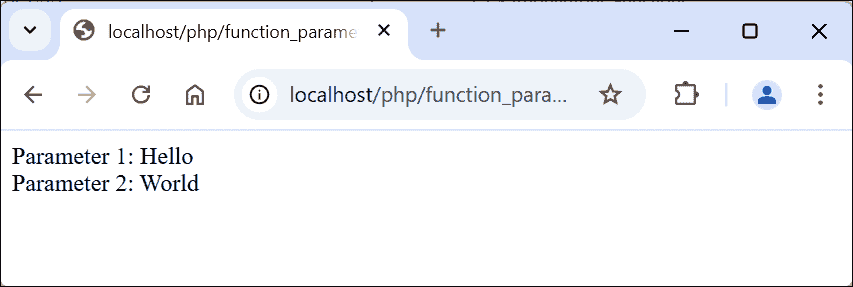 localhost/php/function_parame
localhost/php/function_para...
Parameter 1: Hello
Parameter 2: World